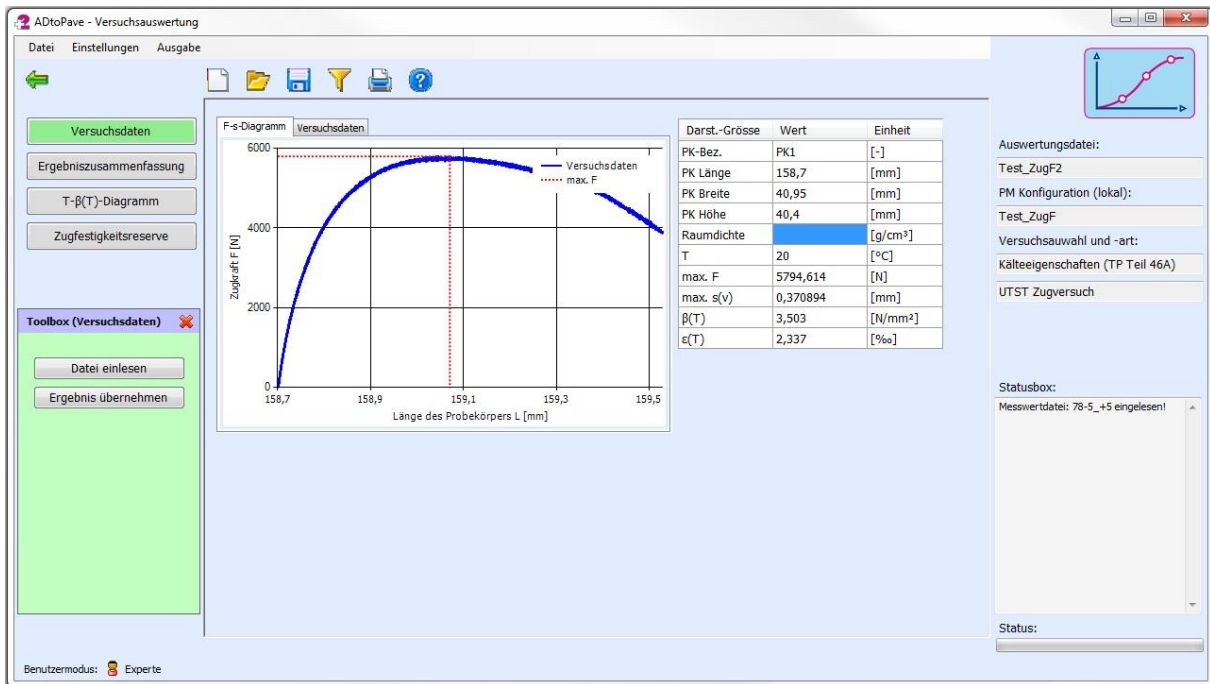 ADtoPave - Versuchsauswertung
Datei Einstellungen Ausgabe
Versuchsdaten
Ergebniszusammenfassung
T-β(T)-Diagramm
Zugfestigkeitsreserve
Toolbox (Versuchsdaten)
Datei einlesen
Ergebnis übernehmen
F-s-Diagramm Versuchsdaten
Zugkraft F [N]
6000
4000
2000
0
Versuchsdaten
max. F
158,7 158,9 159,1 159,3 159,5
Länge des Probekörpers L [mm]
Darst.-Grösse Wert Einheit
PK-Bez. PK1 [-]
PK Länge 158,7 [mm]
PK Breite 40,95 [mm]
PK Höhe 40,4 [mm]
Raumdichte [g/cm³]
T 20 [°C]
max. F 5794,614 [N]
max. s(v) 0,370894 [mm]
β(T) 3,503 [N/mm²]
ε(T) 2,337 [‰]
Auswertungsdatei:
Test_ZugF2
PM Konfiguration (lokal):
Test_ZugF
Versuchsauwahl und -art:
Kälteeigenschaften (TP Teil 46A)
UTST Zugversuch
Statusbox:
Messwertdatei: 78-5_+5 eingelesen!
Status:
Benutzermodus: Experte